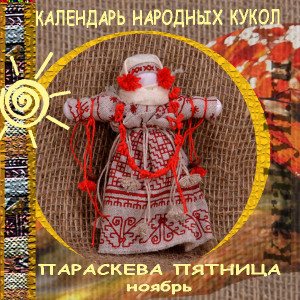 КАЛЕНДАРЬ НАРОДНЫХ КУКОЛ
ПАРАСКЕВА ПЯТНИЦА
ноябрь